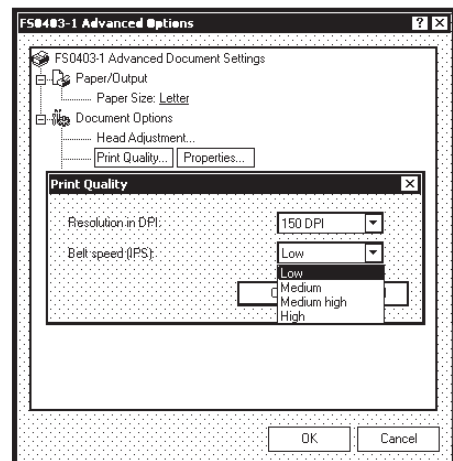 FS0403-1 Advanced Options
FS0403-1 Advanced Document Settings
Paper/Output
Paper Size: Letter
Document Options
Head Adjustment...
Print Quality... Properties...
Print Quality
Resolution in DPI: 150 DPI
Belt speed (IPS): Low
Low
Medium
Medium high
High
OK Cancel